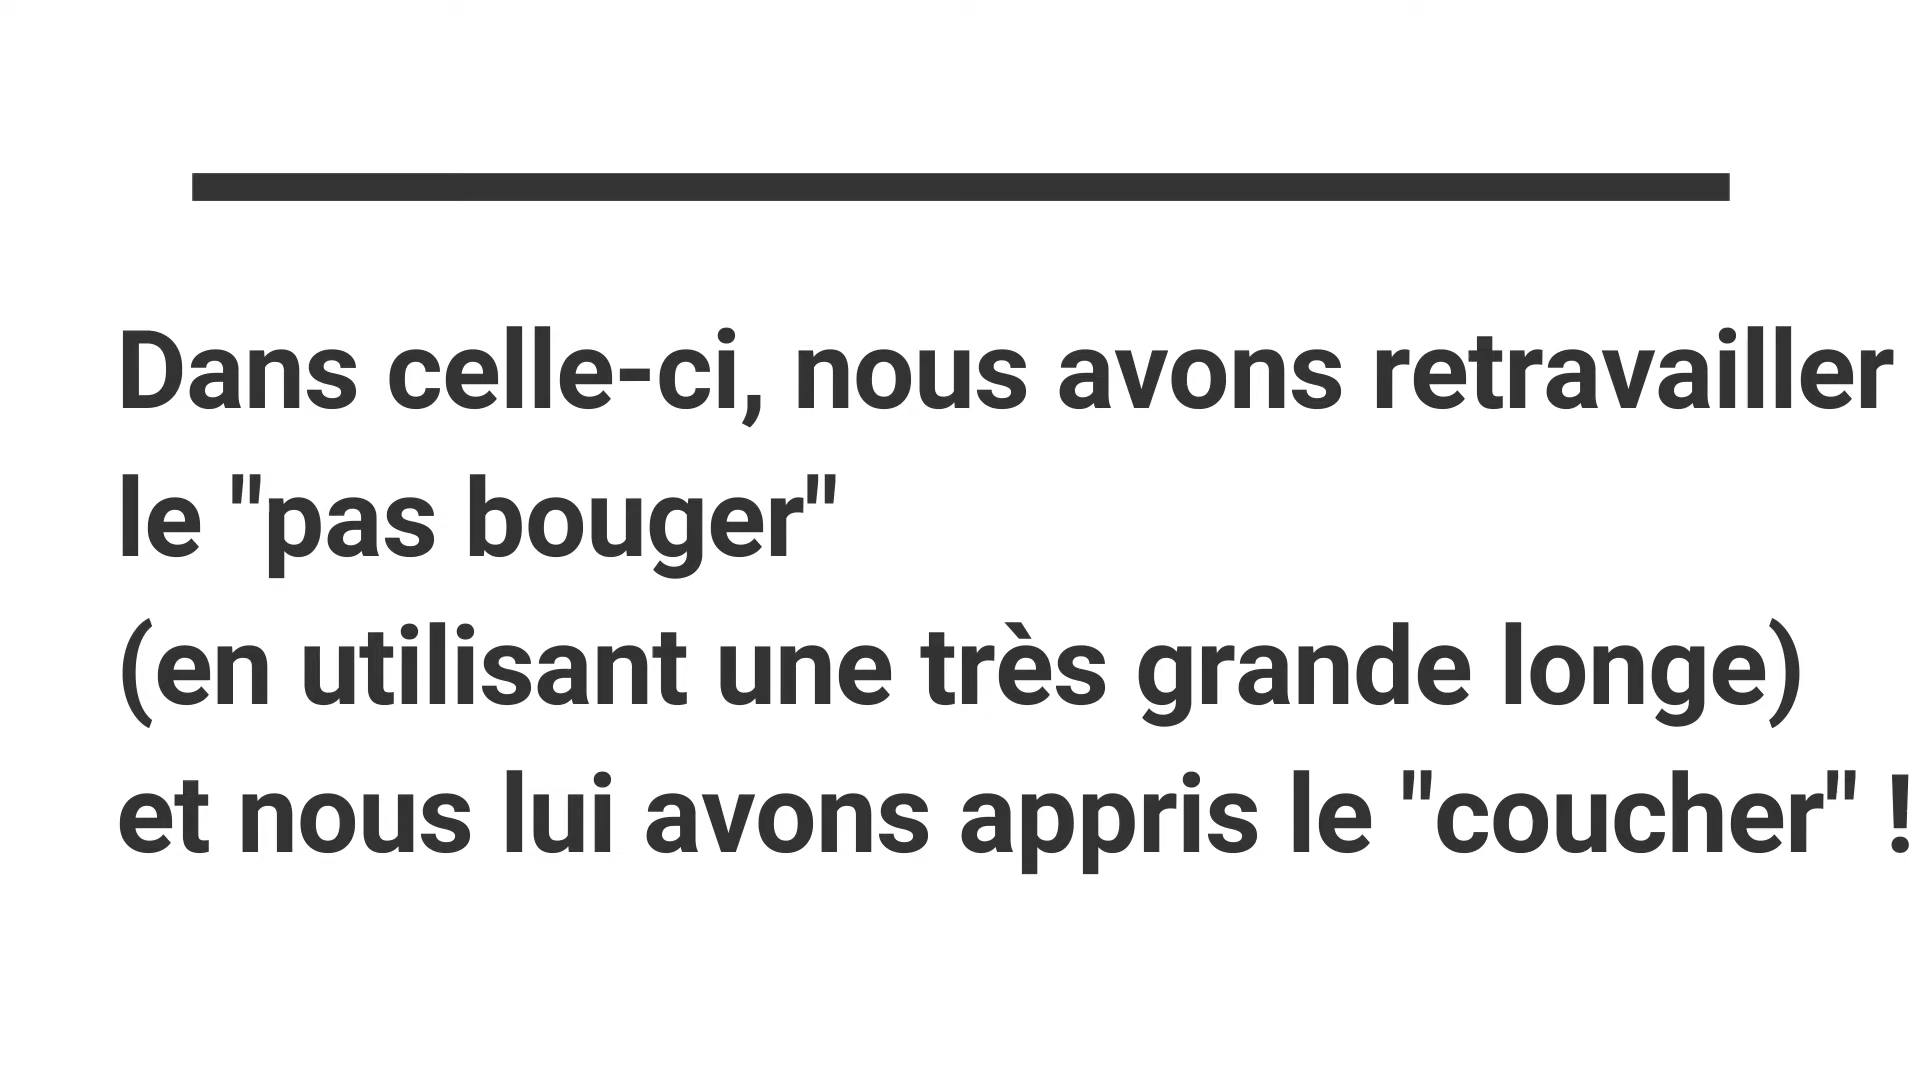 Dans celle-ci, nous avons retravailler
le "pas bouger"
(en utilisant une très grande longe)
et nous lui avons appris le "coucher" !